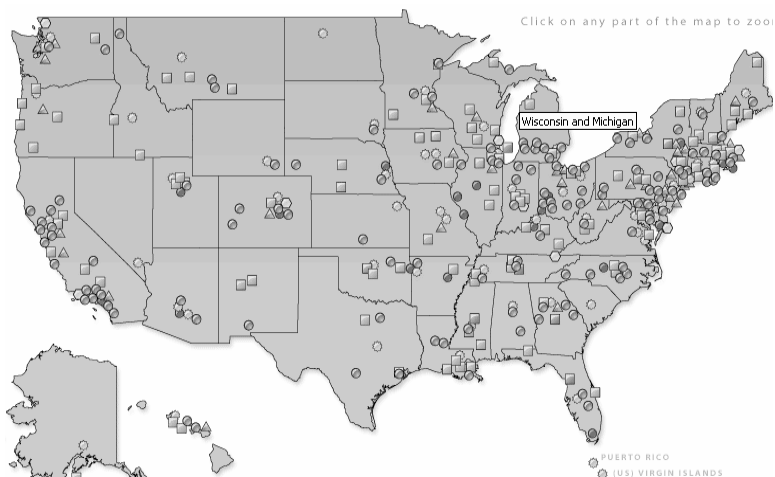 Click on any part of the map to zoo
Wisconsin and Michigan
PUERTO RICO
(US) VIRGIN ISLANDS